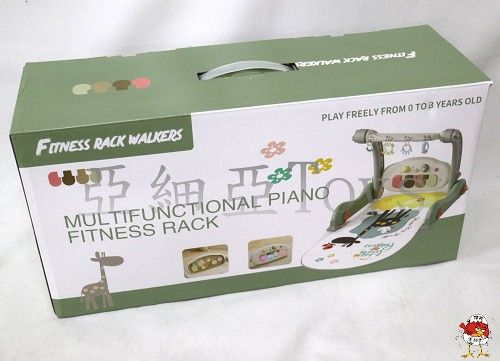 FITNESS RACK WALKERS
FITNESS RACK WALKERS
PLAY FREELY FROM 0 TO 3 YEARS OLD
亞細亞Toy
MULTIFUNCTIONAL PIANO
FITNESS RACK